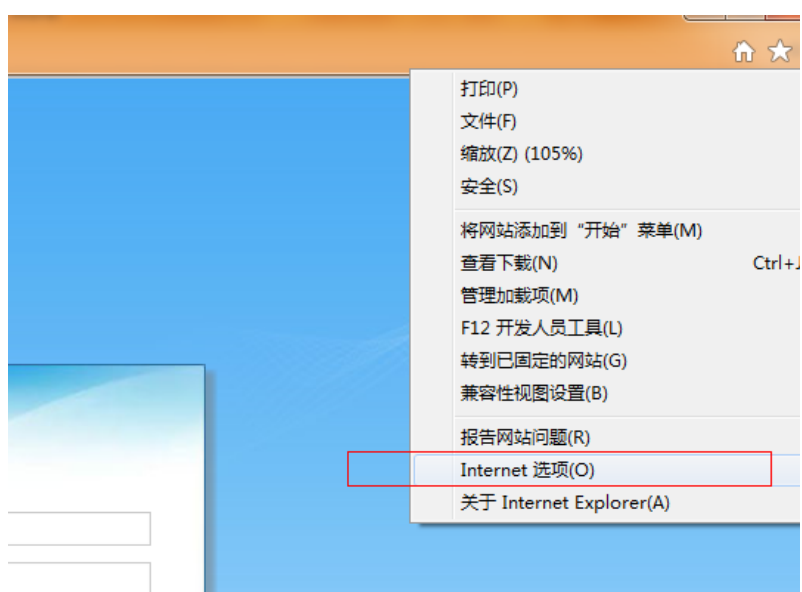 打印(P)
文件(F)
缩放(Z) (105%)
安全(S)
将网站添加到“开始”菜单(M)
查看下载(N) Ctrl+J
管理加载项(M)
F12 开发人员工具(L)
转到已固定的网站(G)
兼容性视图设置(B)
报告网站问题(R)
Internet 选项(O)
关于 Internet Explorer(A)